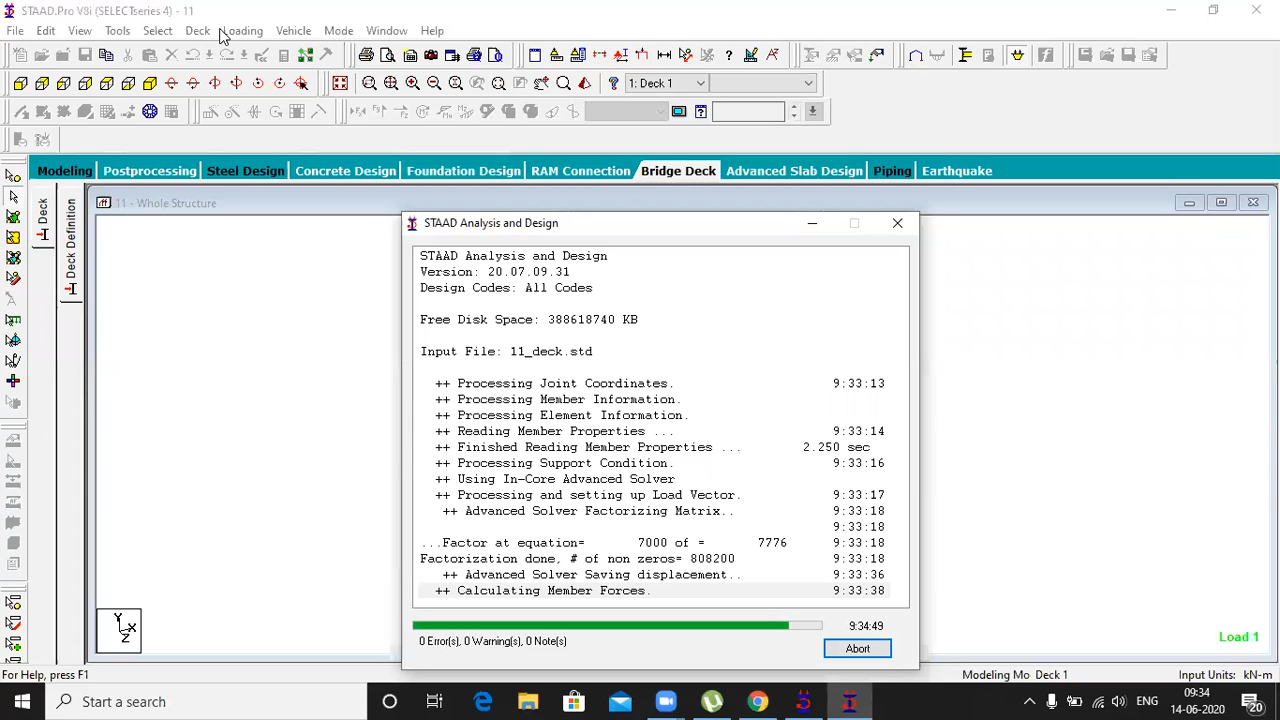 STAAD.Pro V8i (SELECTseries 4) - 11
File Edit View Tools Select Deck Loading Vehicle Mode Window Help
1: Deck 1
Modeling Postprocessing Steel Design Concrete Design Foundation Design RAM Connection Bridge Deck Advanced Slab Design Piping Earthquake
Deck
Deck Definition
11 - Whole Structure
STAAD Analysis and Design
STAAD Analysis and Design
Version: 20.07.09.31
Design Codes: All Codes
Free Disk Space: 388618740 KB
Input File: 11_deck.std
++ Processing Joint Coordinates. 9:33:13
++ Processing Member Information.
++ Processing Element Information.
++ Reading Member Properties ... 9:33:14
++ Finished Reading Member Properties ... 2.250 sec
++ Processing Support Condition. 9:33:16
++ Using In-Core Advanced Solver
++ Processing and setting up Load Vector. 9:33:17
++ Advanced Solver Factorizing Matrix.. 9:33:18
9:33:18
...Factor at equation= 7000 of = 7776 9:33:18
Factorization done, # of non zeros= 808200 9:33:18
++ Advanced Solver Saving displacement.. 9:33:36
++ Calculating Member Forces. 9:33:38
9:34:49
0 Error(s), 0 Warning(s), 0 Note(s)
Abort
Y
X
Z
Load 1
For Help, press F1
Modeling Mo Deck 1 Input Units: kN-m
Start a search
ENG
09:34
14-06-2020
20